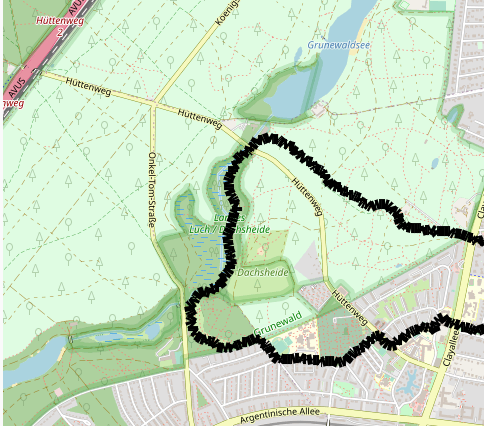 AVUS
Hüttenweg
2
Koenig
Grunewaldsee
AVUS
Hüttenweg
nweg
Hüttenweg
Onkel-Tom-Straße
Hüttenweg
Clay
Langes
Luch / Dachsheide
Dachsheide
Hüttenweg
Grunewald
Clayallee
Argentinische Allee